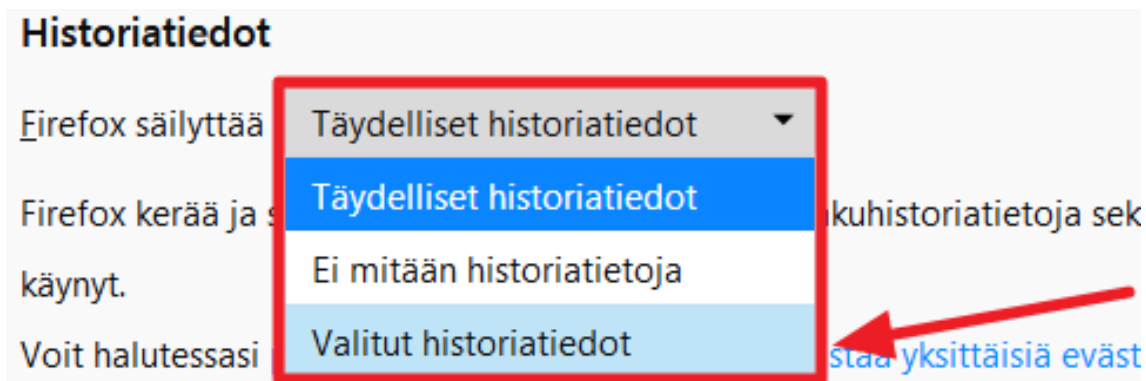 Historiatiedot
Firefox säilyttää Täydelliset historiatiedot
Täydelliset historiatiedot
Firefox kerää ja kuhistoriatietoja sek
Ei mitään historiatietoja
käynyt.
Valitut historiatiedot
Voit halutessasi yksittäisiä eväst